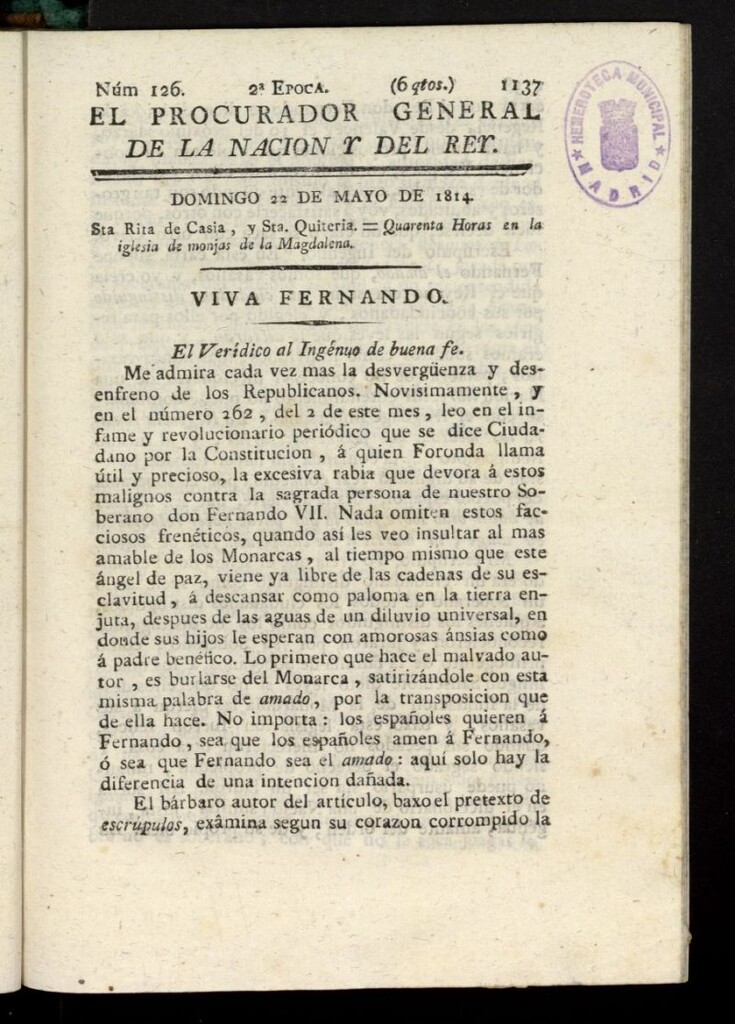 Núm 126. 2ª EPOCA. (6 qtos.) 1137
EL PROCURADOR GENERAL
DE LA NACION Y DEL REY.
DOMINGO 22 DE MAYO DE 1814.
Sta Rita de Casia, y Sta. Quiteria. = Quarenta Horas en la
iglesia de monjas de la Magdalena.
VIVA FERNANDO.
El Verídico al Ingénuo de buena fe.
Me admira cada vez mas la desvergüenza y des-
enfreno de los Republicanos. Novisimamente, y
en el número 262, del 2 de este mes, leo en el in-
fame y revolucionario periódico que se dice Ciuda-
dano por la Constitucion, á quien Foronda llama
útil y precioso, la excesiva rabia que devora á estos
malignos contra la sagrada persona de nuestro So-
berano don Fernando VII. Nada omiten estos fac-
ciosos frenéticos, quando así les veo insultar al mas
amable de los Monarcas, al tiempo mismo que este
ángel de paz, viene ya libre de las cadenas de su es-
clavitud, á descansar como paloma en la tierra en-
juta, despues de las aguas de un diluvio universal, en
donde sus hijos le esperan con amorosas ánsias como
á padre benéfico. Lo primero que hace el malvado au-
tor, es burlarse del Monarca, satirizándole con esta
misma palabra de amado, por la transposicion que
de ella hace. No importa: los españoles quieren á
Fernando, sea que los españoles amen á Fernando,
ó sea que Fernando sea el amado: aquí solo hay la
diferencia de una intencion dañada.
El bárbaro autor del artículo, baxo el pretexto de
escrúpulos, exâmina segun su corazon corrompido la
HEMEROTECA MUNICIPAL
MADRID